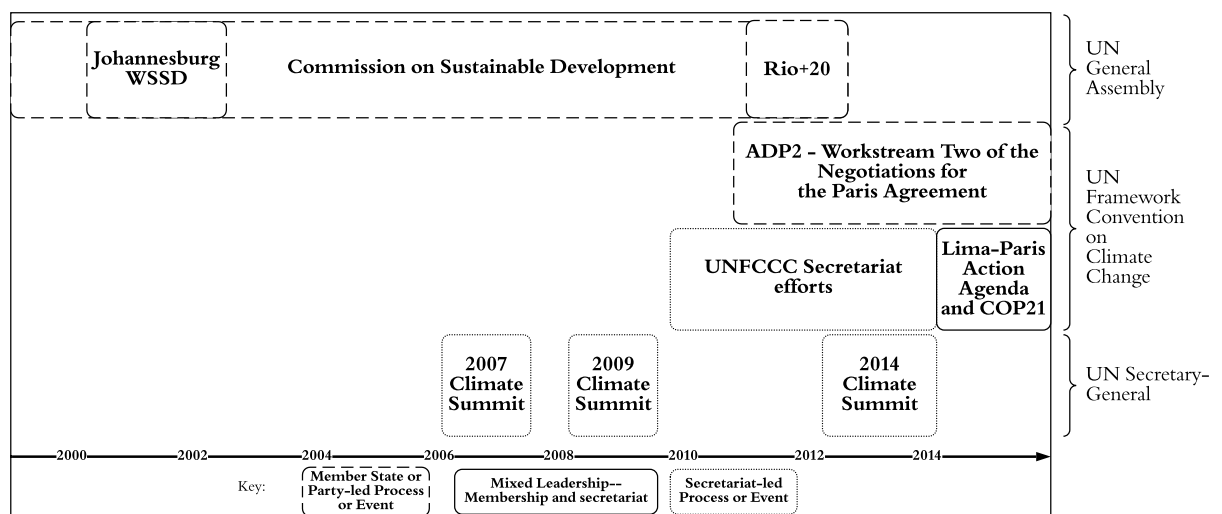 Johannesburg
WSSD
Commission on Sustainable Development
Rio+20
UN
General
Assembly
ADP2 - Workstream Two of the
Negotiations for
the Paris Agreement
UN
Framework
Convention
on
Climate
Change
UNFCCC Secretariat
efforts
Lima-Paris
Action
Agenda
and COP21
2007
Climate
Summit
2009
Climate
Summit
2014
Climate
Summit
UN Secretary-
General
2000 2002 2004 2006 2008 2010 2012 2014
Key:
Member State or
Party-led Process
or Event
Mixed Leadership--
Membership and secretariat
Secretariat-led
Process or Event